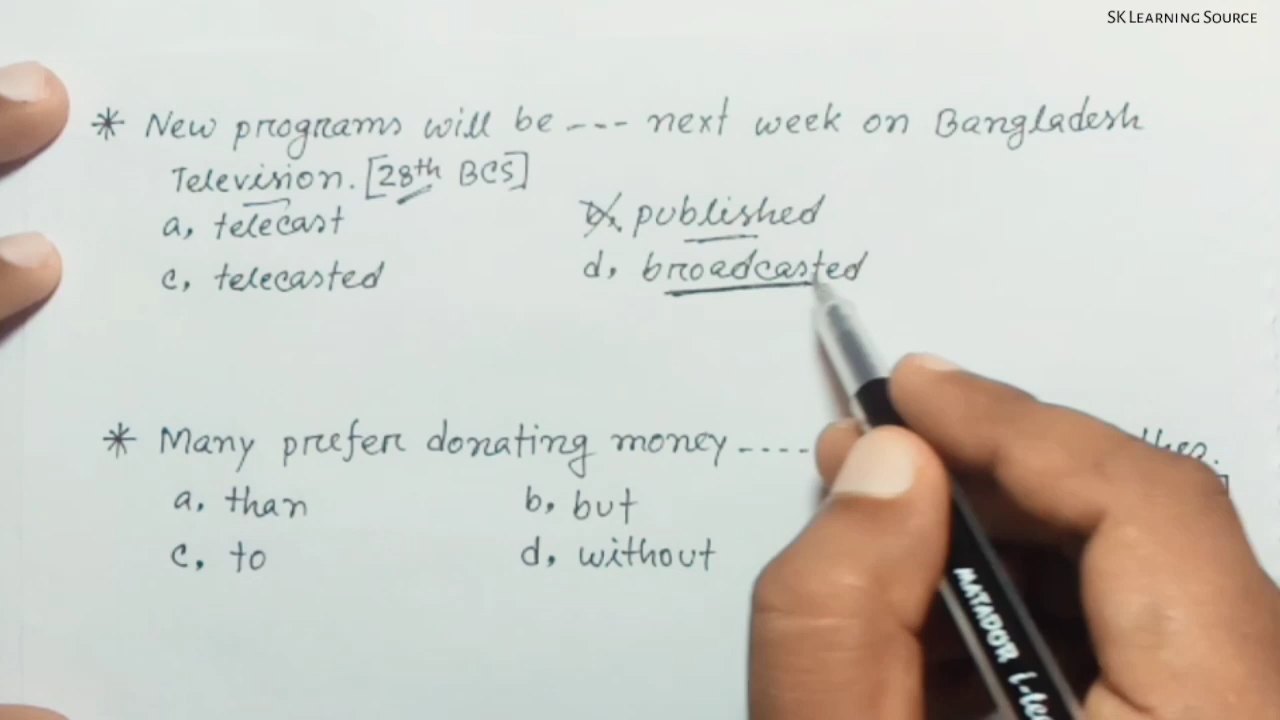 SK LEARNING SOURCE
* New programs will be --- next week on Bangladesh
Television. [28th BCS]
a, telecast b, published
c, telecasted d, broadcasted
* Many prefer donating money ----
a, than b, but
c, to d, without
MATADOR i-